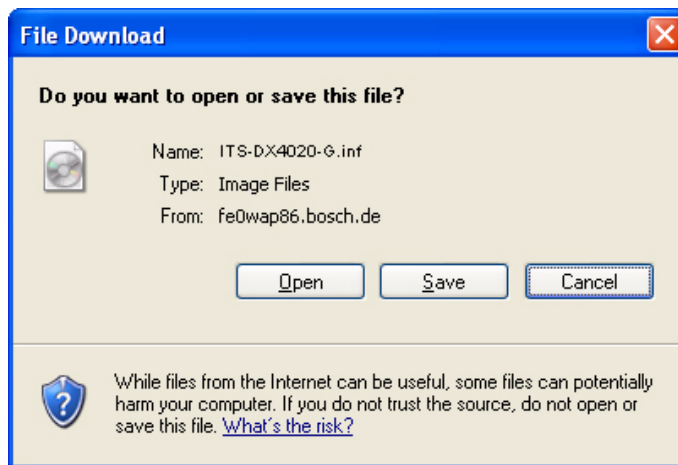 File Download
Do you want to open or save this file?
Name: ITS-DX4020-G.inf
Type: Image Files
From: fe0wap86.bosch.de
Open Save Cancel
While files from the Internet can be useful, some files can potentially
harm your computer. If you do not trust the source, do not open or
save this file. What's the risk?